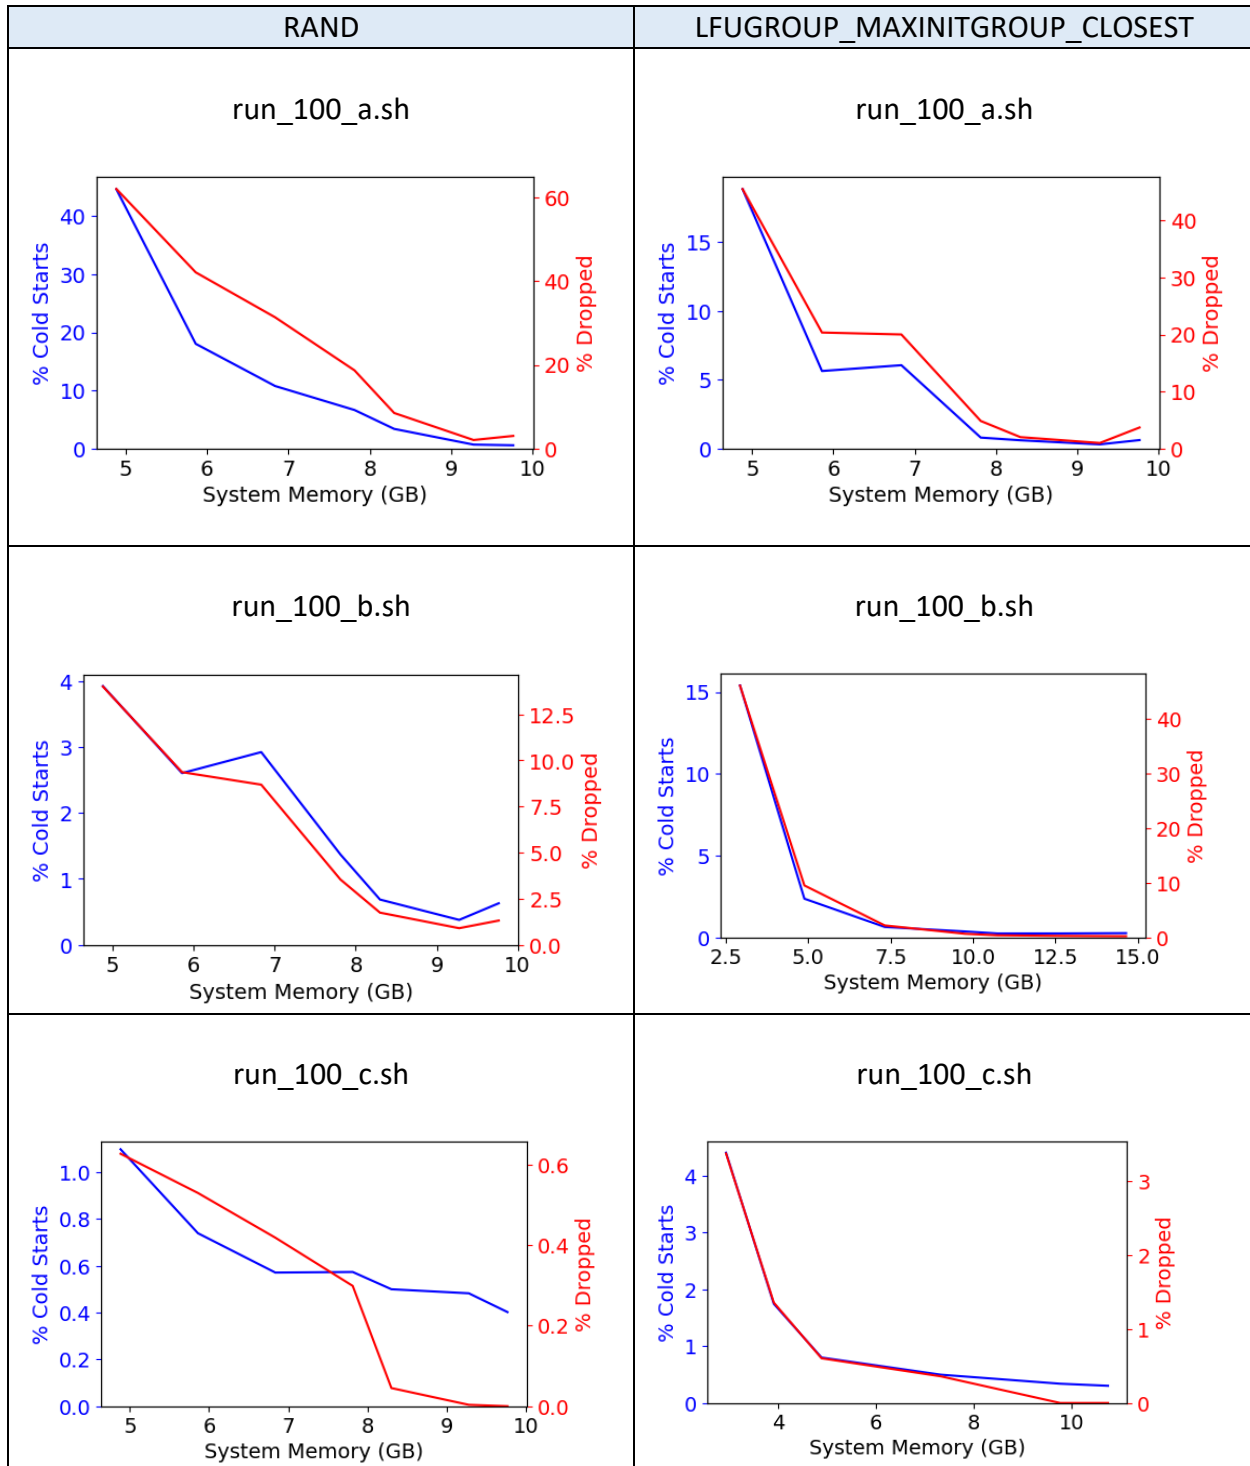 RAND
LFUGROUP_MAXINITGROUP_CLOSEST
run_100_a.sh
40
30
20
10
0
% Cold Starts
60
40
20
0
% Dropped
5 6 7 8 9 10
System Memory (GB)
run_100_a.sh
15
10
5
0
% Cold Starts
40
30
20
10
0
% Dropped
5 6 7 8 9 10
System Memory (GB)
run_100_b.sh
4
3
2
1
0
% Cold Starts
12.5
10.0
7.5
5.0
2.5
0.0
% Dropped
5 6 7 8 9 10
System Memory (GB)
run_100_b.sh
15
10
5
0
% Cold Starts
40
30
20
10
0
% Dropped
2.5 5.0 7.5 10.0 12.5 15.0
System Memory (GB)
run_100_c.sh
1.0
0.8
0.6
0.4
0.2
0.0
% Cold Starts
0.6
0.4
0.2
0.0
% Dropped
5 6 7 8 9 10
System Memory (GB)
run_100_c.sh
4
3
2
1
0
% Cold Starts
3
2
1
0
% Dropped
4 6 8 10
System Memory (GB)